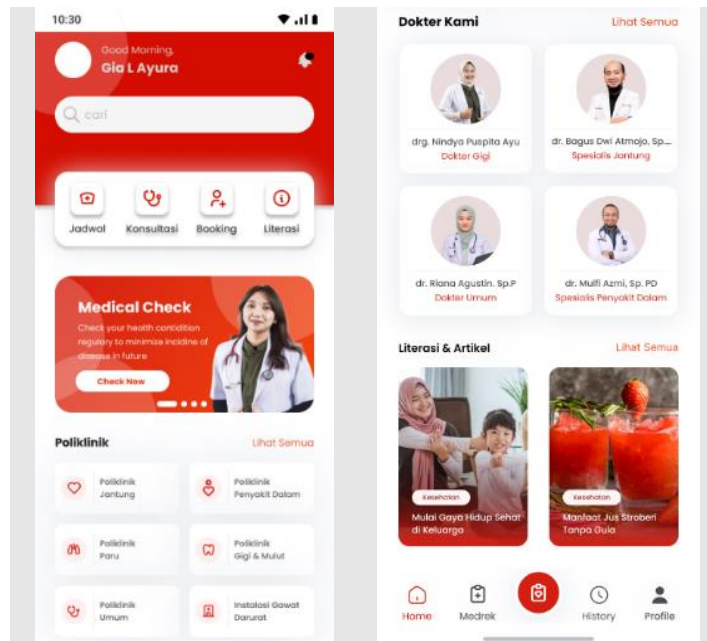 10:30
Good Morning,
Gia L Ayura
cari
Jadwal
Konsultasi
Booking
Literasi
Medical Check
Check your health contidition
regulary to minimize incidine of
disease in future
Check Now
Poliklinik
Lihat Semua
Poliklinik
Jantung
Poliklinik
Penyakit Dalam
Poliklinik
Paru
Poliklinik
Gigi & Mulut
Poliklinik
Umum
Instalasi Gawat
Darurat
Dokter Kami
Lihat Semua
drg. Nindya Puspita Ayu
Dokter Gigi
dr. Bagus Dwi Atmojo, Sp...
Spesialis Jantung
dr. Riana Agustin. Sp.P
Dokter Umum
dr. Mulfi Azmi, Sp. PD
Spesialis Penyakit Dalam
Literasi & Artikel
Lihat Semua
Kesehatan
Mulai Gaya Hidup Sehat
di Keluarga
Kesehatan
Manfaat Jus Stroberi
Tanpa Gula
Home
Medrek
History
Profile